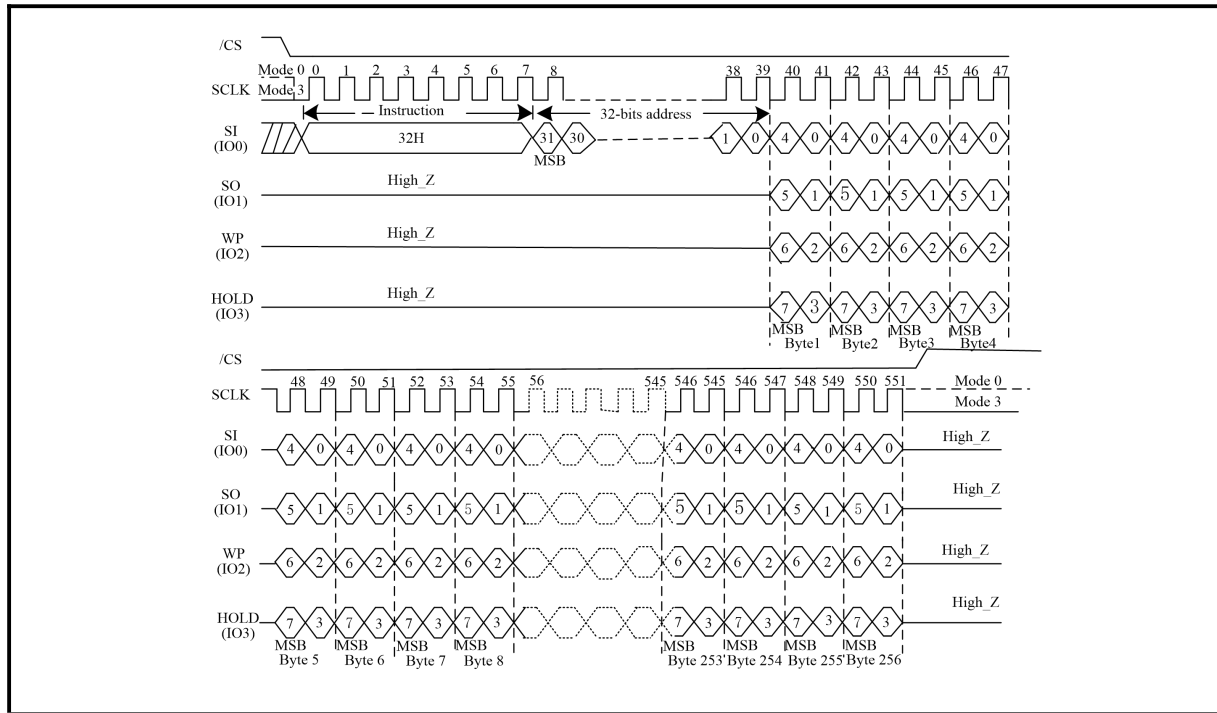 /CS
Mode 0 0 1 2 3 4 5 6 7 8 38 39 40 41 42 43 44 45 46 47
SCLK Mode 3
Instruction 32-bits address
SI
(IO0) 32H 31 30 1 0 4 0 4 0 4 0 4 0
MSB
SO
(IO1) High_Z 5 1 5 1 5 1 5 1
WP
(IO2) High_Z 6 2 6 2 6 2 6 2
HOLD
(IO3) High_Z 7 3 7 3 7 3 7 3
MSB MSB MSB MSB
Byte1 Byte2 Byte3 Byte4
/CS
48 49 50 51 52 53 54 55 56 545 546 545 546 547 548 549 550 551 Mode 0
SCLK Mode 3
SI
(IO0) 4 0 4 0 4 0 4 0 4 0 4 0 4 0 4 0 High_Z
SO
(IO1) 5 1 5 1 5 1 5 1 5 1 5 1 5 1 5 1 High_Z
WP
(IO2) 6 2 6 2 6 2 6 2 6 2 6 2 6 2 6 2 High_Z
HOLD
(IO3) 7 3 7 3 7 3 7 3 7 3 7 3 7 3 7 3 High_Z
MSB MSB MSB MSB MSB MSB MSB MSB
Byte 5 Byte 6 Byte 7 Byte 8 Byte 253 Byte 254 Byte 255 Byte 256